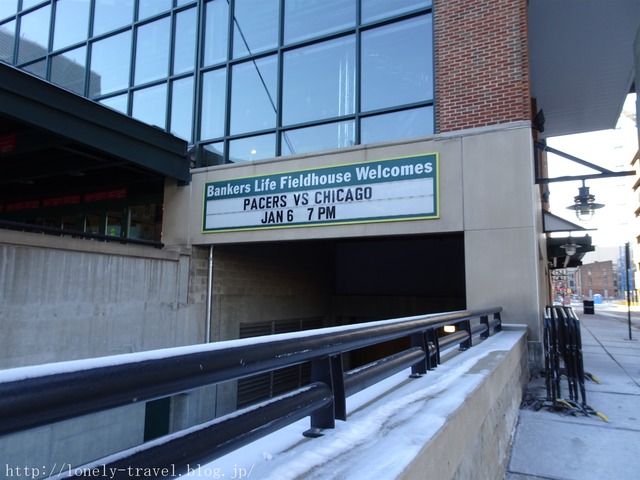 Bankers Life Fieldhouse Welcomes
PACERS VS CHICAGO
JAN 6 7 PM
http://lonely-travel.blog.jp/